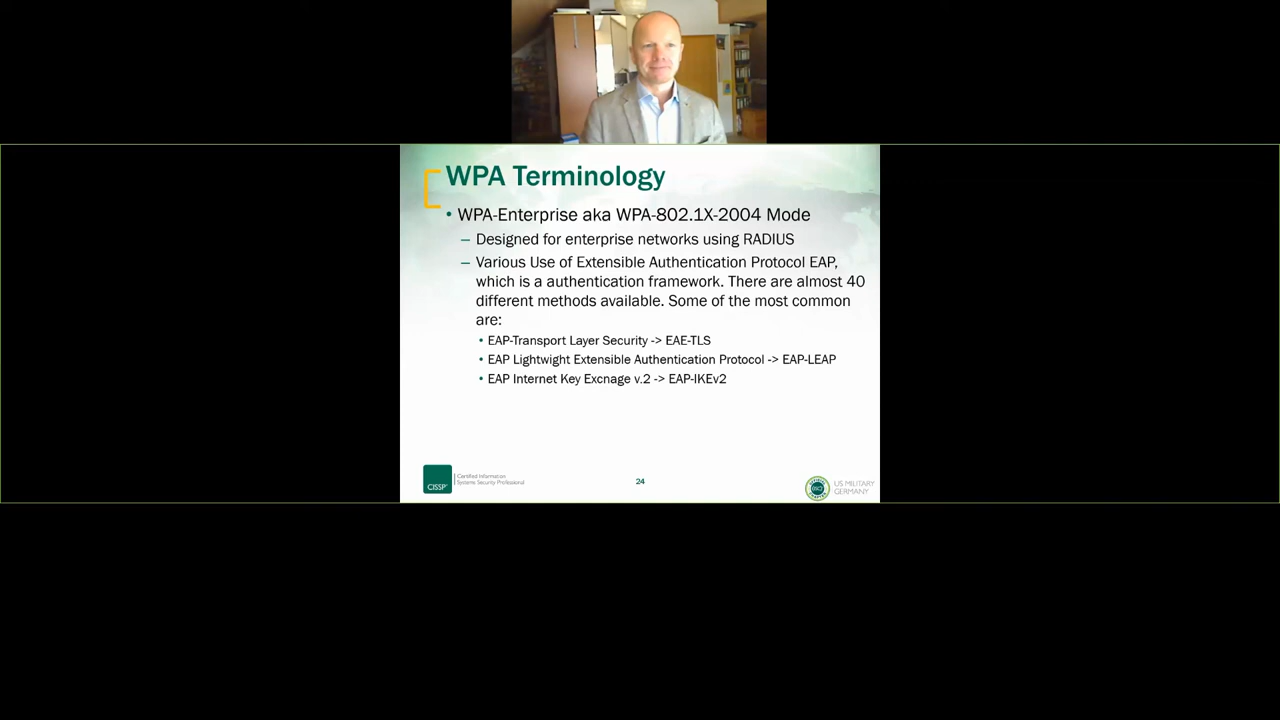 WPA Terminology
• WPA-Enterprise aka WPA-802.1X-2004 Mode
– Designed for enterprise networks using RADIUS
– Various Use of Extensible Authentication Protocol EAP,
which is a authentication framework. There are almost 40
different methods available. Some of the most common
are:
• EAP-Transport Layer Security -> EAE-TLS
• EAP Lightwight Extensible Authentication Protocol -> EAP-LEAP
• EAP Internet Key Excnage v.2 -> EAP-IKEv2
CISSP
Certified Information
Systems Security Professional
24
US MILITARY
GERMANY